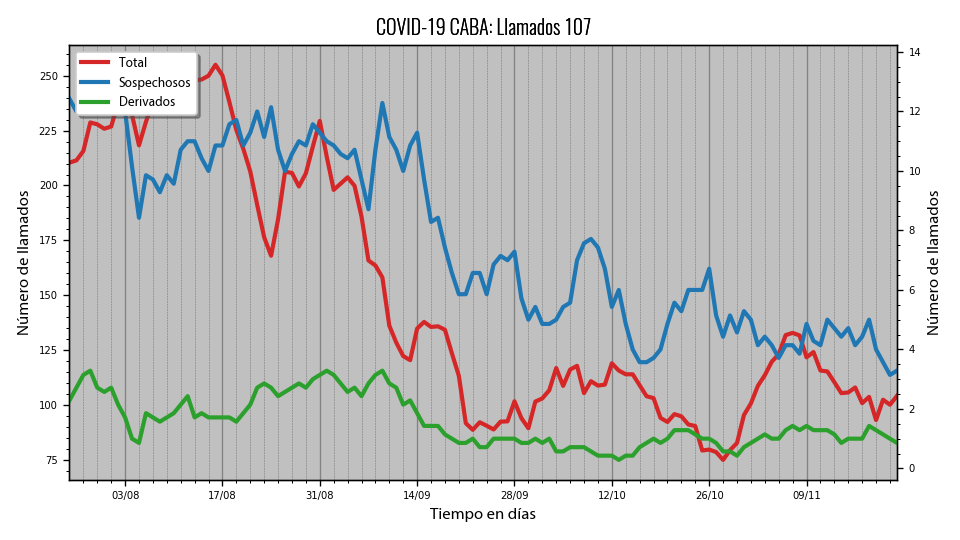 COVID-19 CABA: Llamados 107
Total
Sospechosos
Derivados
Número de llamados
250
225
200
175
150
125
100
75
14
12
10
8
6
4
2
0
Número de llamados
03/08 17/08 31/08 14/09 28/09 12/10 26/10 09/11
Tiempo en días